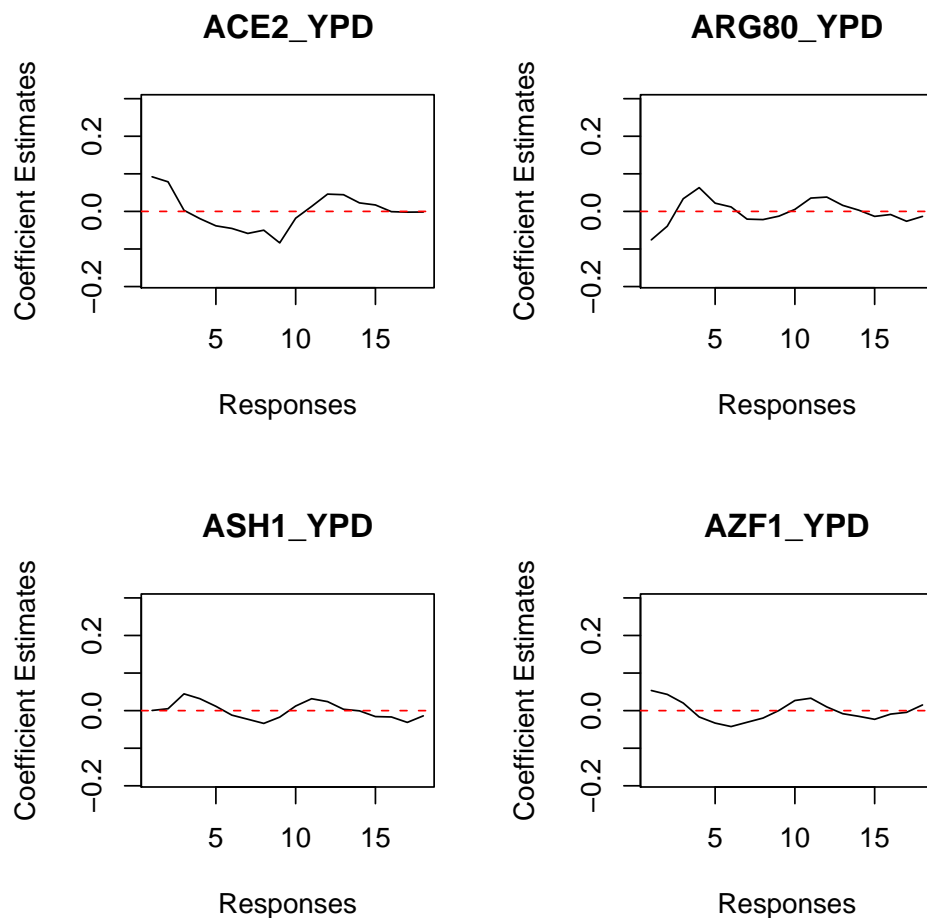 ACE2_YPD
Coefficient Estimates
−0.2 0.0 0.2
5 10 15
Responses
ARG80_YPD
Coefficient Estimates
−0.2 0.0 0.2
5 10 15
Responses
ASH1_YPD
Coefficient Estimates
−0.2 0.0 0.2
5 10 15
Responses
AZF1_YPD
Coefficient Estimates
−0.2 0.0 0.2
5 10 15
Responses